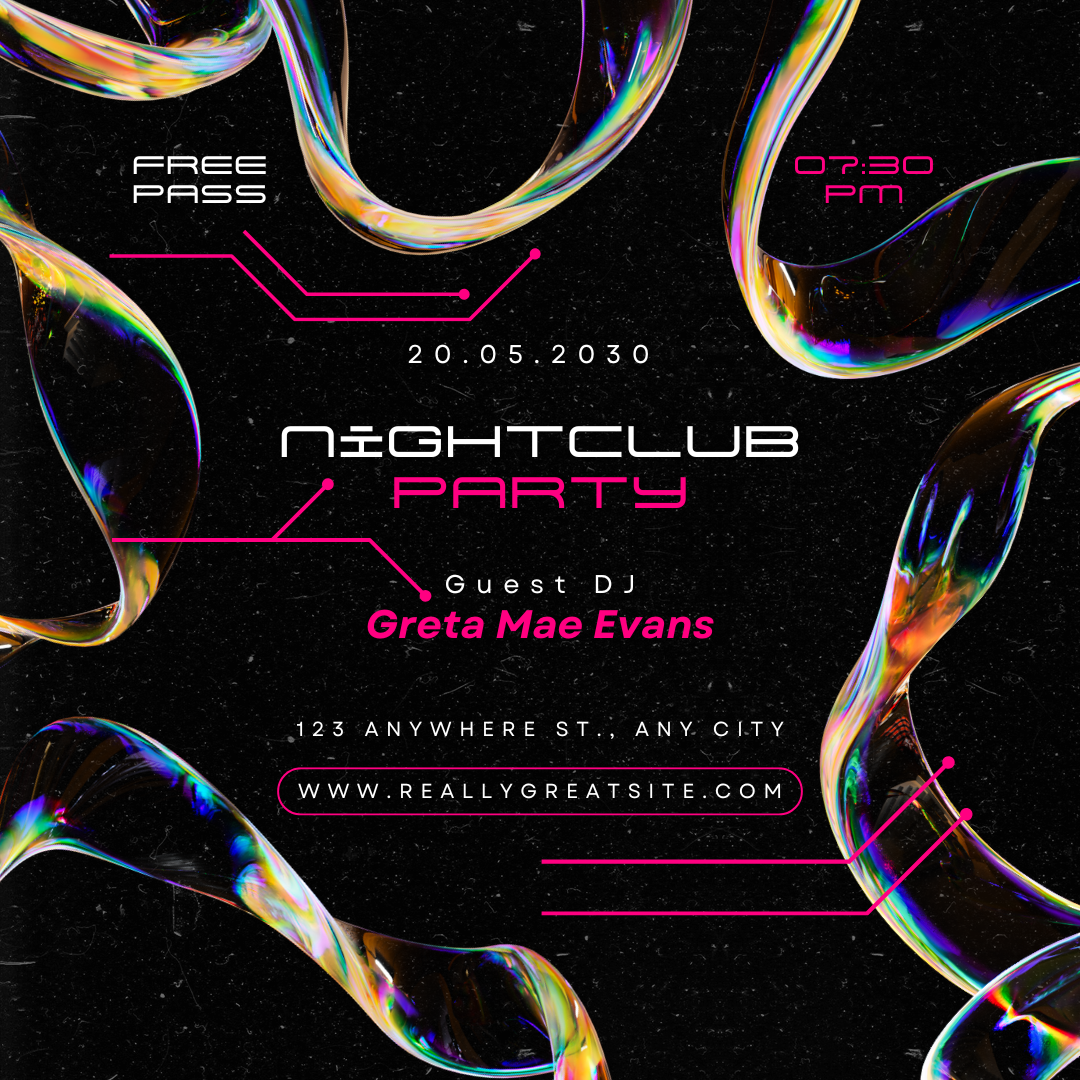 FREE
PASS
07:30
PM
20.05.2030
NIGHTCLUB
PARTY
Guest DJ
Greta Mae Evans
123 ANYWHERE ST., ANY CITY
WWW.REALLYGREATSITE.COM